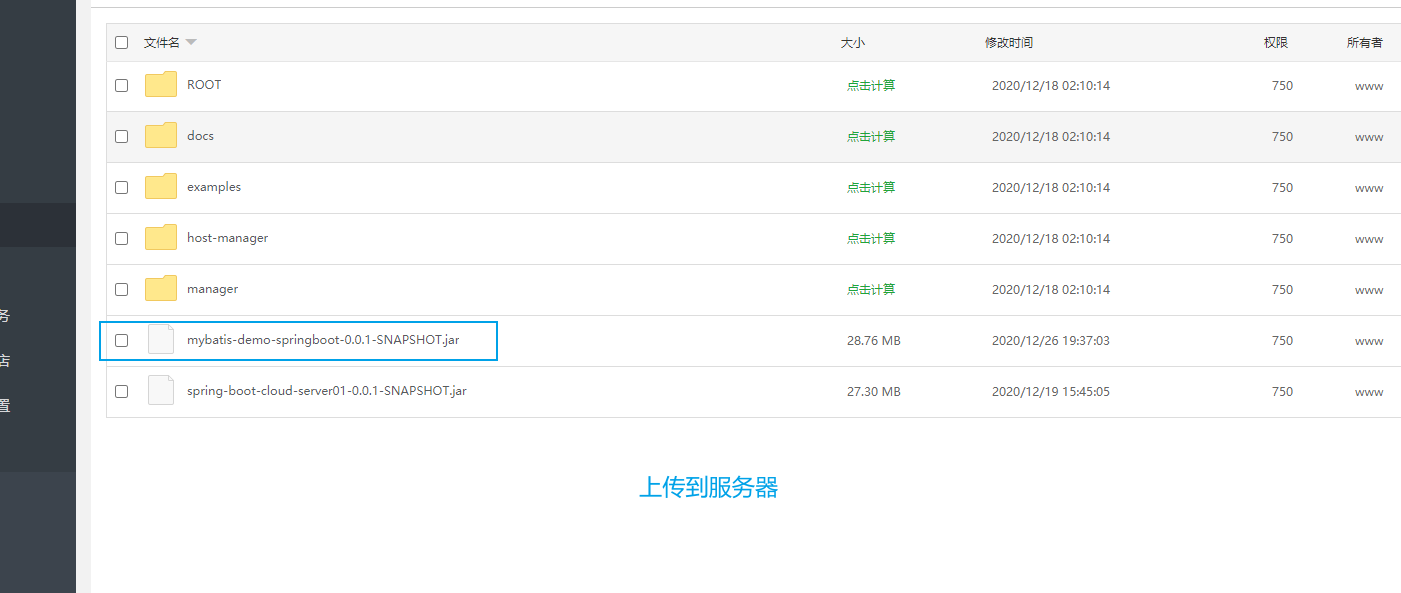 文件名 大小 修改时间 权限 所有者
ROOT 点击计算 2020/12/18 02:10:14 750 www
docs 点击计算 2020/12/18 02:10:14 750 www
examples 点击计算 2020/12/18 02:10:14 750 www
host-manager 点击计算 2020/12/18 02:10:14 750 www
manager 点击计算 2020/12/18 02:10:14 750 www
务
mybatis-demo-springboot-0.0.1-SNAPSHOT.jar 28.76 MB 2020/12/26 19:37:03 750 www
店
spring-boot-cloud-server01-0.0.1-SNAPSHOT.jar 27.30 MB 2020/12/19 15:45:05 750 www
置
上传到服务器